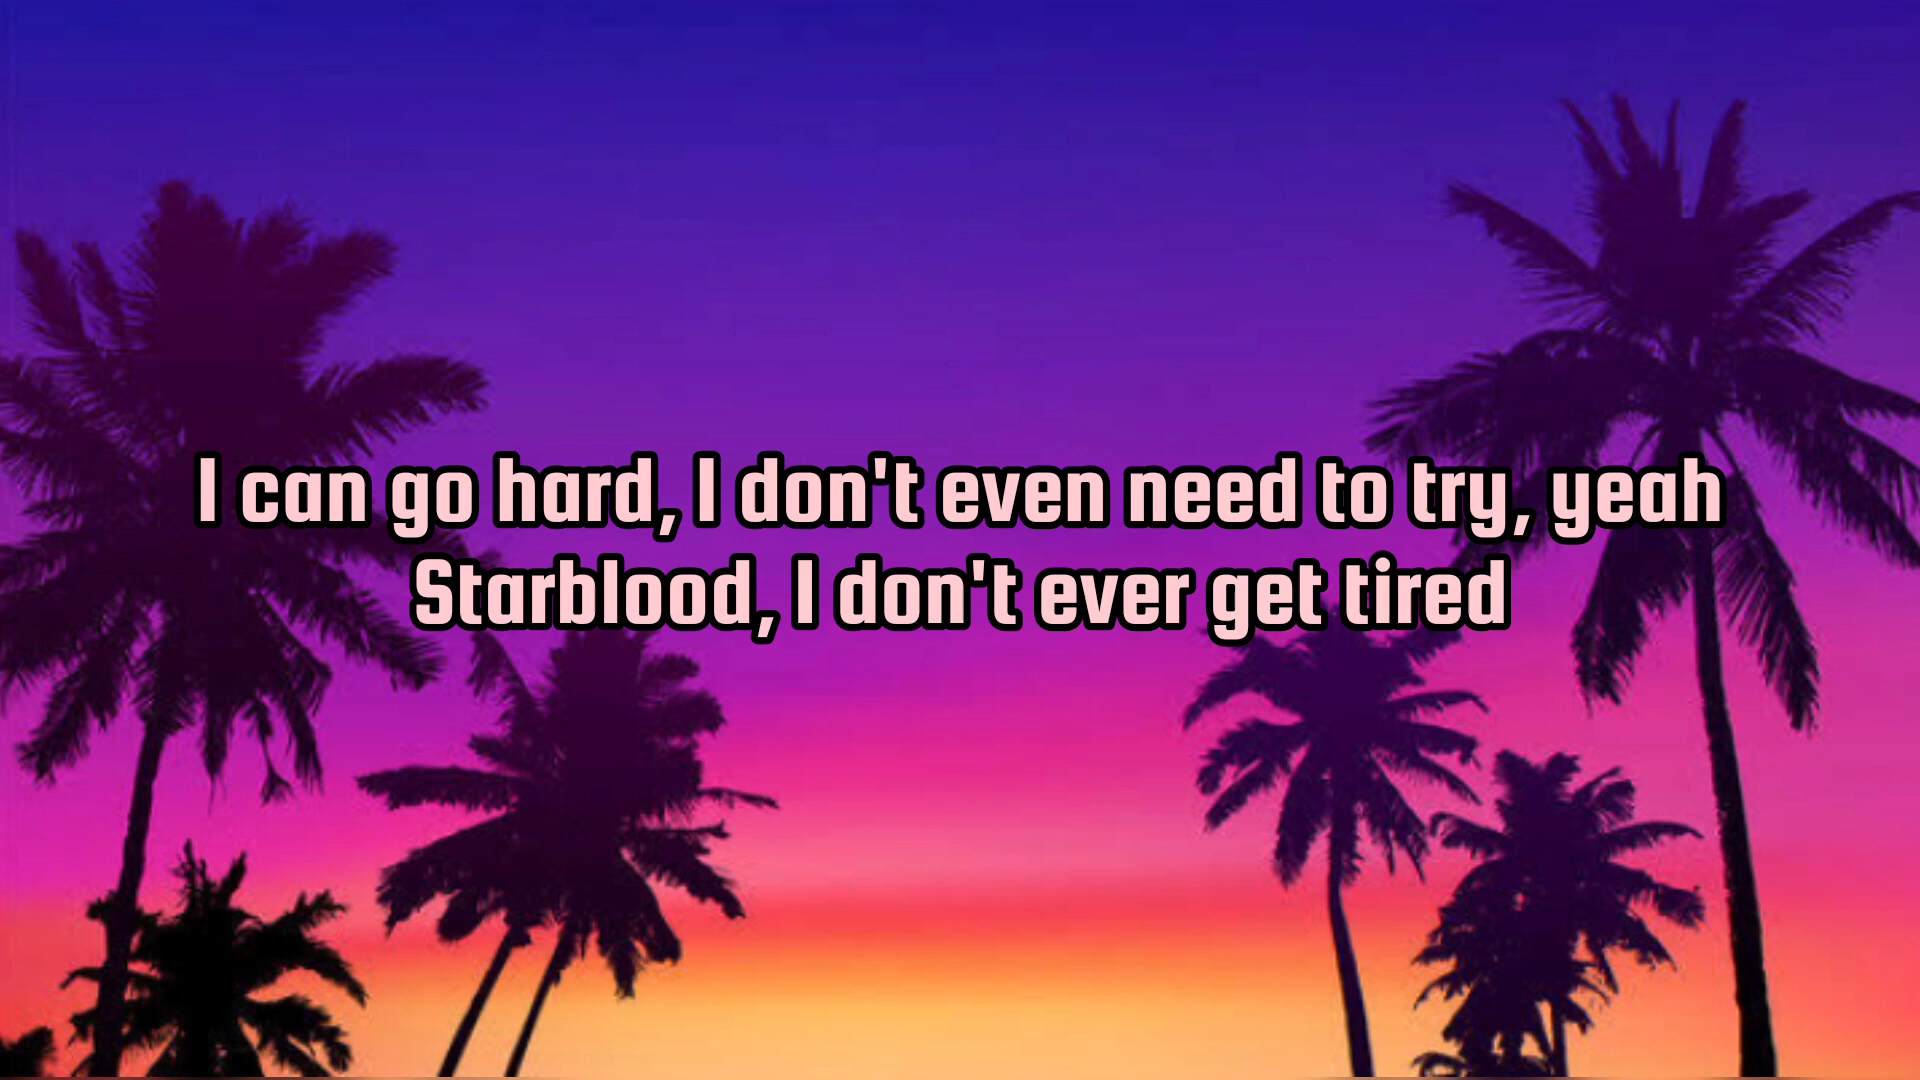 I can go hard, I don't even need to try, yeah
Starblood, I don't ever get tired